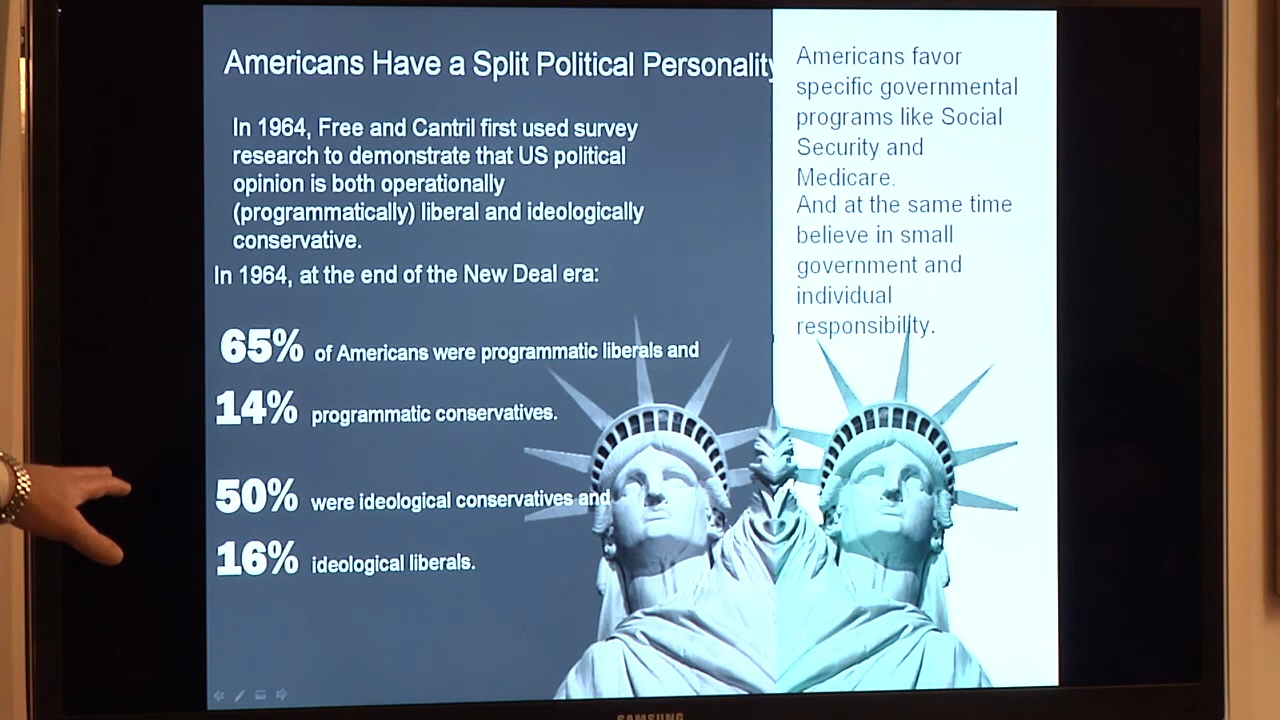 Americans Have a Split Political Personality
In 1964, Free and Cantril first used survey
research to demonstrate that US political
opinion is both operationally
(programmatically) liberal and ideologically
conservative.
In 1964, at the end of the New Deal era:
65% of Americans were programmatic liberals and
14% programmatic conservatives.
50% were ideological conservatives and
16% ideological liberals.
Americans favor
specific governmental
programs like Social
Security and
Medicare.
And at the same time
believe in small
government and
individual
responsibility.
SAMSUNG